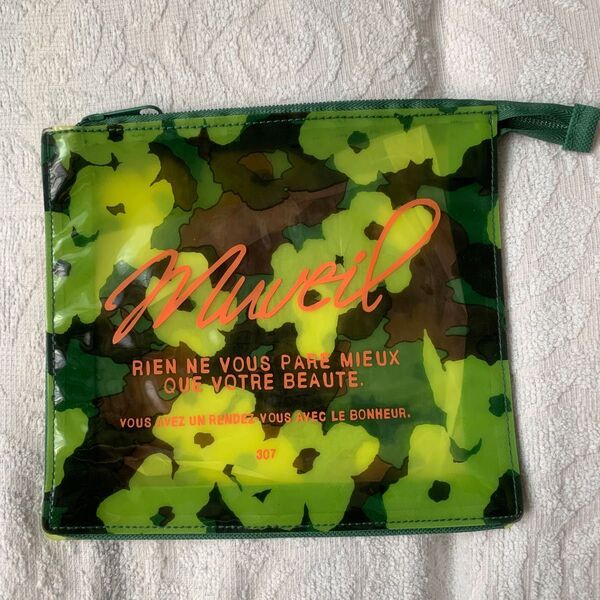 Muveil
RIEN NE VOUS PARE MIEUX
QUE VOTRE BEAUTE.
VOUS AVEZ UN RENDEZ-VOUS AVEC LE BONHEUR.
307